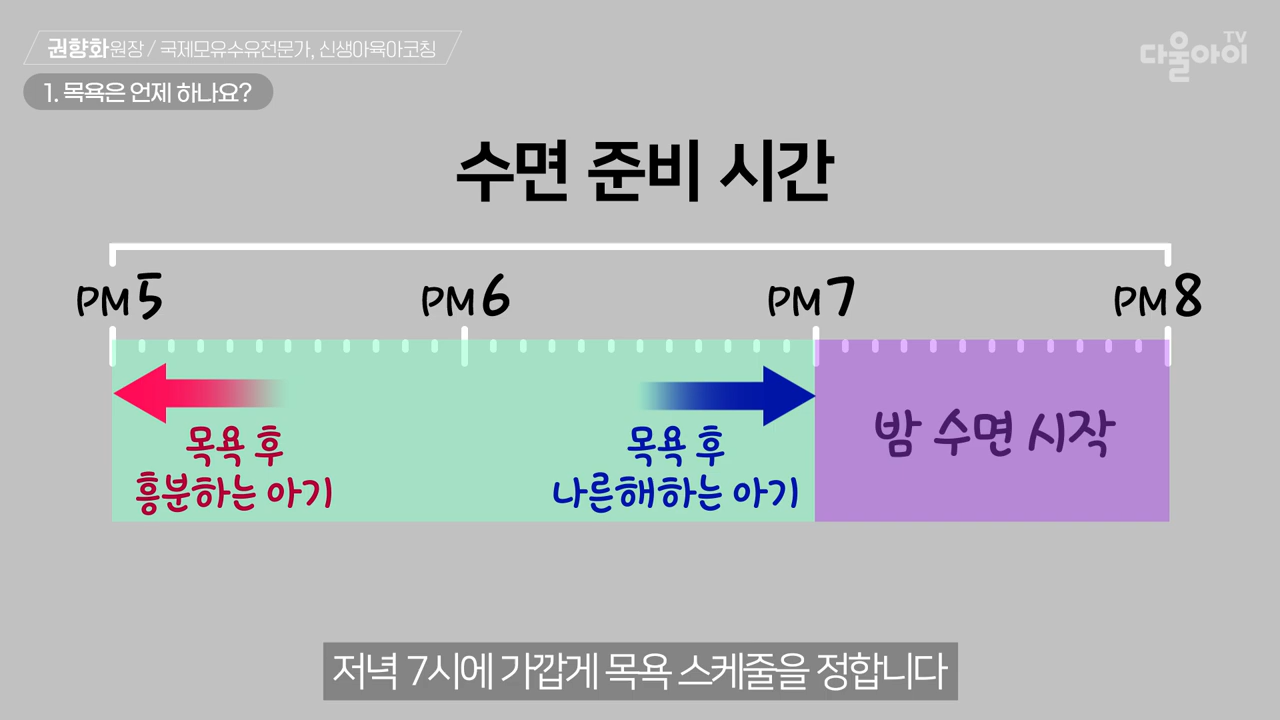 권향화원장 / 국제모유수유전문가, 신생아육아코칭
다울아이 TV
1. 목욕은 언제 하나요?
수면 준비 시간
PM 5 PM 6 PM 7 PM 8
목욕 후
흥분하는 아기
목욕 후
나른해하는 아기
밤 수면 시작
저녁 7시에 가깝게 목욕 스케줄을 정합니다